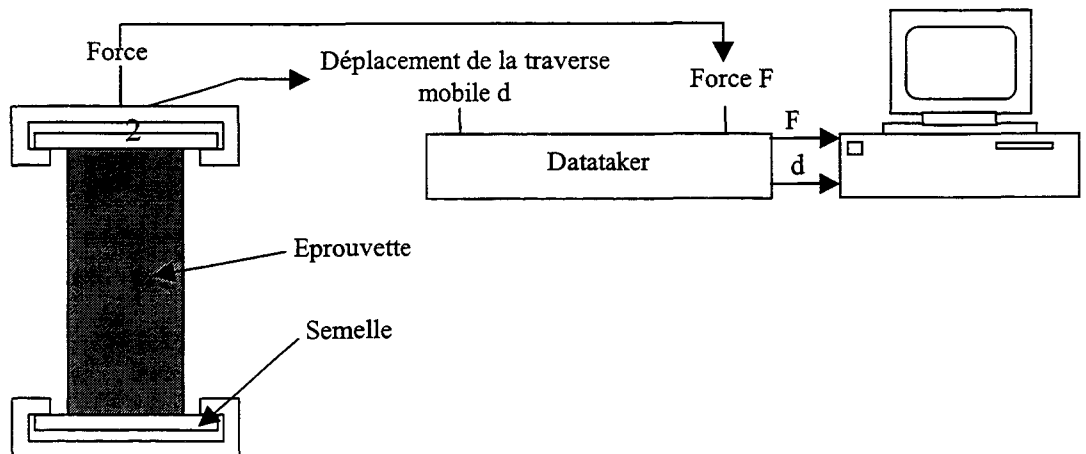 Force
Déplacement de la traverse
mobile d
Force F
2
F
Datataker
d
Eprouvette
Semelle